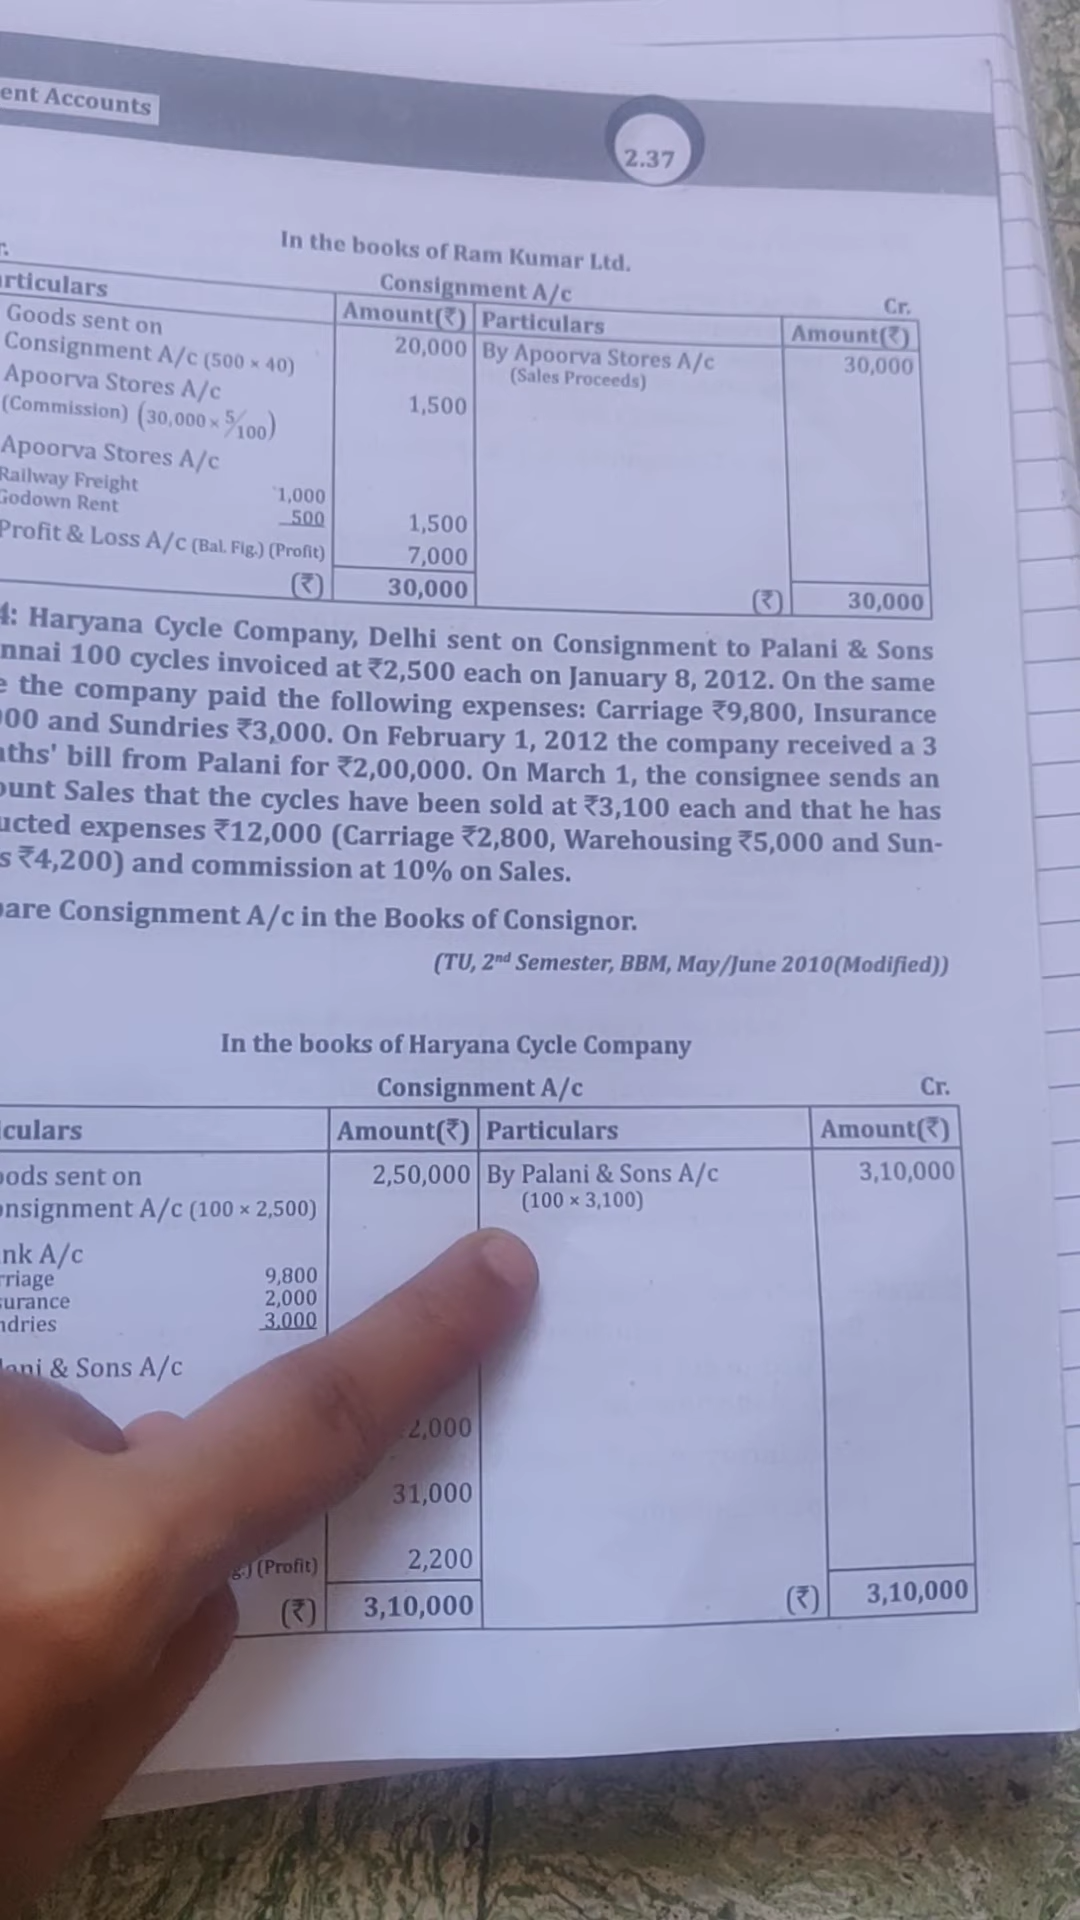 ent Accounts
2.37
In the books of Ram Kumar Ltd.
Consignment A/c
Cr.
rticulars Amount(₹) Particulars Amount(₹)
Goods sent on
Consignment A/c (500 × 40) 20,000 By Apoorva Stores A/c 30,000
(Sales Proceeds)
Apoorva Stores A/c
(Commission) (30,000 × 5/100) 1,500
Apoorva Stores A/c
Railway Freight 1,000
Godown Rent 500 1,500
Profit & Loss A/c (Bal. Fig.) (Profit) 7,000
(₹) 30,000 (₹) 30,000
4: Haryana Cycle Company, Delhi sent on Consignment to Palani & Sons
nnai 100 cycles invoiced at ₹2,500 each on January 8, 2012. On the same
e the company paid the following expenses: Carriage ₹9,800, Insurance
000 and Sundries ₹3,000. On February 1, 2012 the company received a 3
ths' bill from Palani for ₹2,00,000. On March 1, the consignee sends an
ount Sales that the cycles have been sold at ₹3,100 each and that he has
ucted expenses ₹12,000 (Carriage ₹2,800, Warehousing ₹5,000 and Sun-
s ₹4,200) and commission at 10% on Sales.
are Consignment A/c in the Books of Consignor.
(TU, 2nd Semester, BBM, May/June 2010(Modified))
In the books of Haryana Cycle Company
Consignment A/c Cr.
culars Amount(₹) Particulars Amount(₹)
ods sent on 2,50,000 By Palani & Sons A/c 3,10,000
onsignment A/c (100 × 2,500) (100 × 3,100)
nk A/c
rriage 9,800
surance 2,000
ndries 3,000
lani & Sons A/c
2,000
31,000
g.) (Profit) 2,200
(₹) 3,10,000 (₹) 3,10,000